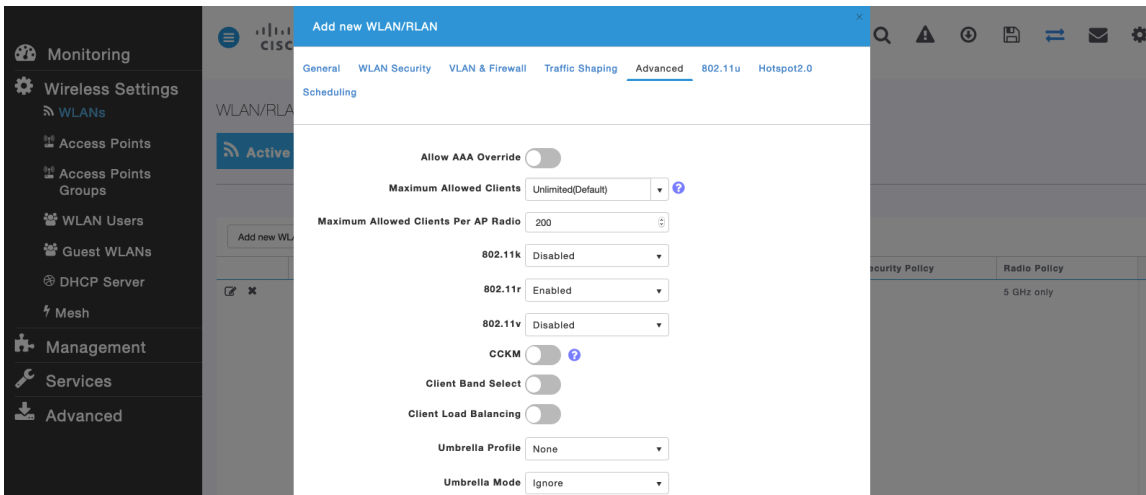 Add new WLAN/RLAN
×
CISC
Monitoring
Wireless Settings
WLANs
Access Points
Access Points
Groups
WLAN Users
Guest WLANs
DHCP Server
Mesh
Management
Services
Advanced
WLAN/RLA
Active
Add new WL
General WLAN Security VLAN & Firewall Traffic Shaping Advanced 802.11u Hotspot2.0
Scheduling
Allow AAA Override
Maximum Allowed Clients Unlimited(Default) ?
Maximum Allowed Clients Per AP Radio 200
802.11k Disabled
802.11r Enabled
802.11v Disabled
CCKM ?
Client Band Select
Client Load Balancing
Umbrella Profile None
Umbrella Mode Ignore
ecurity Policy Radio Policy
5 GHz only